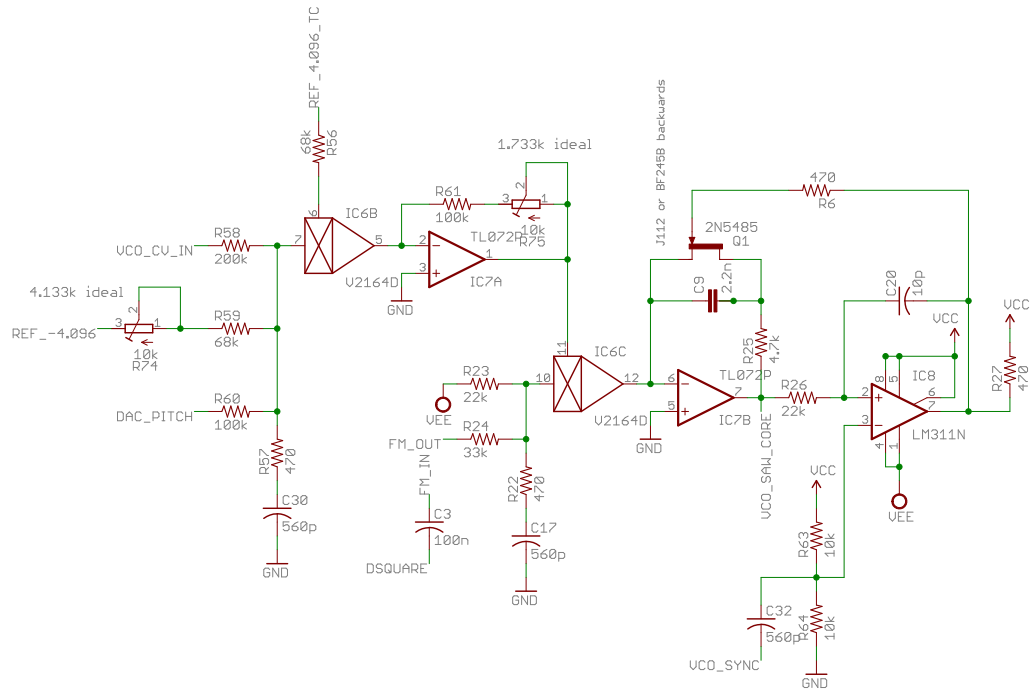 REF_4.096_TC
68k
R56
6
IC6B
7
5
V2164D
VCO_CV_IN
R58
200k
4.133k ideal
2
3
1
10k
R74
REF_-4.096
R59
68k
DAC_PITCH
R60
100k
R57
470
C30
560p
GND
R61
100k
1.733k ideal
2
3
1
10k
R75
TL072P
2
3
1
IC7A
GND
11
IC6C
10
12
V2164D
R23
22k
VEE
R24
33k
FM_OUT
FM_IN
C3
100n
DSQUARE
R22
470
C17
560p
GND
J112 or BF245B backwards
2N5485
Q1
C9
2.2n
470
R6
R25
4.7k
TL072P
6
5
7
IC7B
GND
VCO_SAW_CORE
R26
22k
C20
10p
VCC
VCC
R27
470
IC8
8
5
6
2
3
7
4
1
LM311N
VEE
VCC
R63
10k
C32
560p
R64
10k
VCO_SYNC
GND